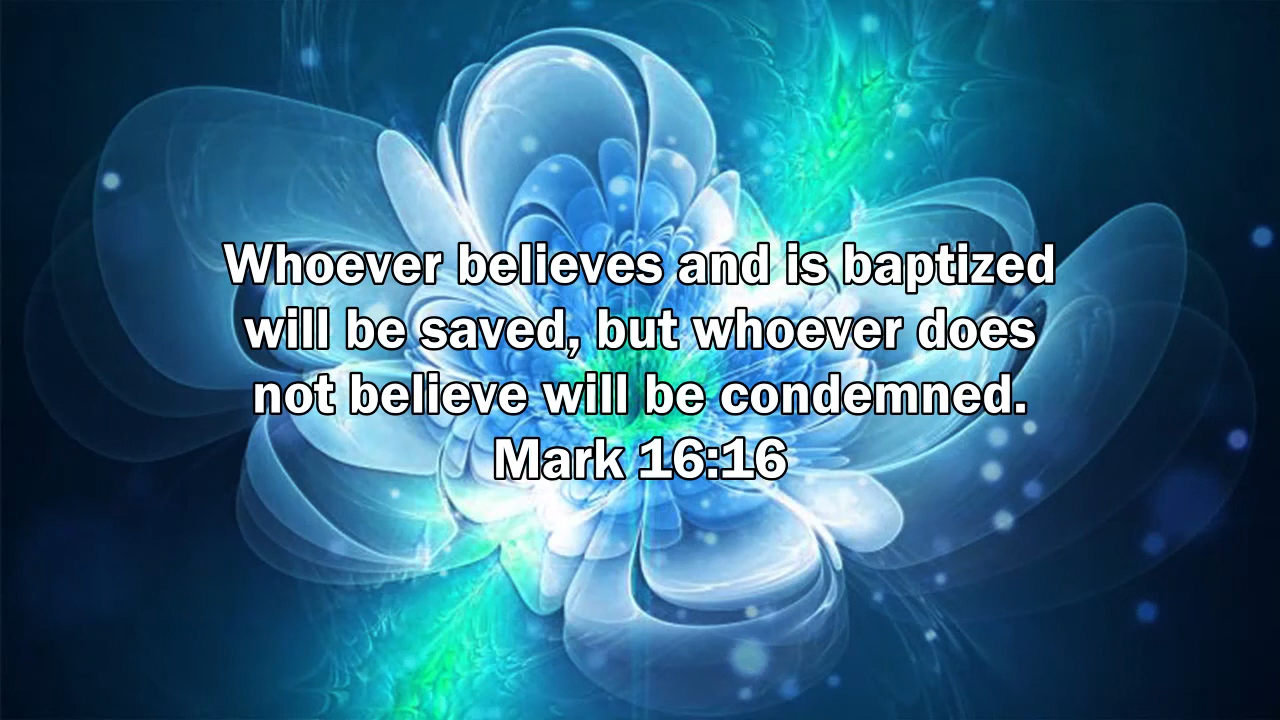 Whoever believes and is baptized
will be saved, but whoever does
not believe will be condemned.
Mark 16:16